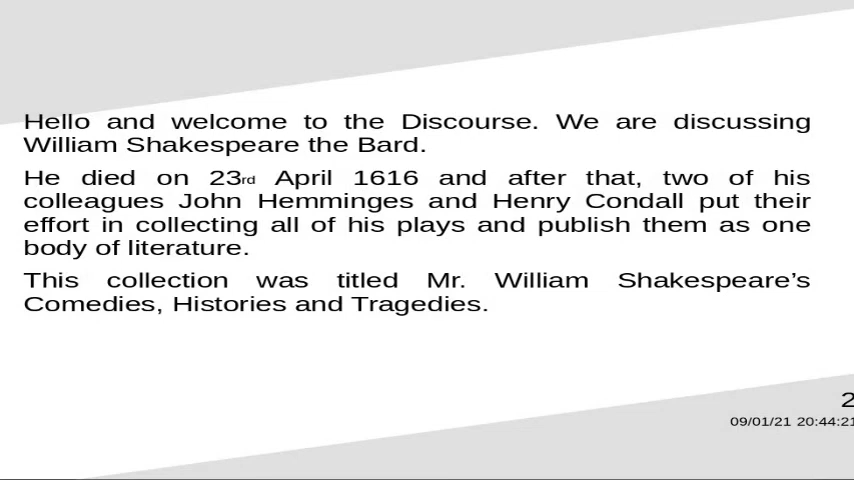 Hello and welcome to the Discourse. We are discussing
William Shakespeare the Bard.
He died on 23rd April 1616 and after that, two of his
colleagues John Hemminges and Henry Condall put their
effort in collecting all of his plays and publish them as one
body of literature.
This collection was titled Mr. William Shakespeare’s
Comedies, Histories and Tragedies.
2
09/01/21 20:44:21